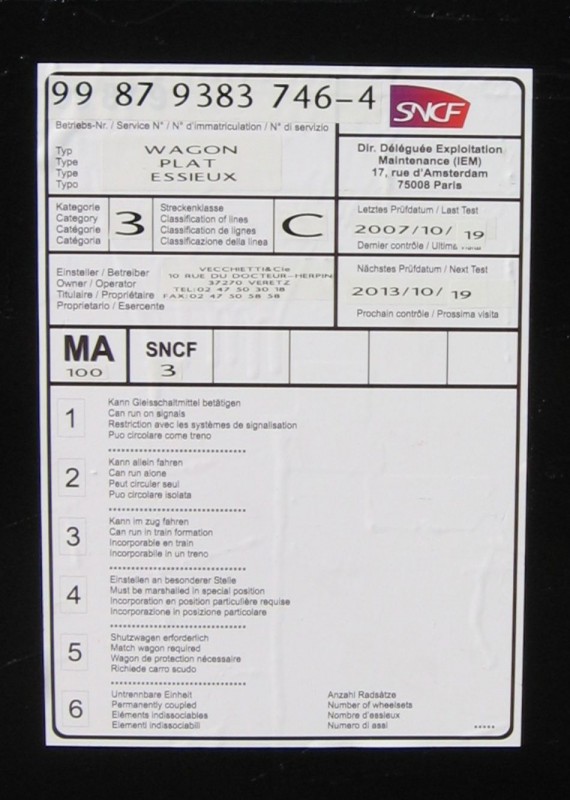 99 87 9383 746-4
SNCF
Betriebs-Nr. / Service N° / N° d'immatriculation / N° di servizio
Typ
Type
Type
Typo
WAGON
PLAT
ESSIEUX
Dir. Déléguée Exploitation
Maintenance (IEM)
17, rue d'Amsterdam
75008 Paris
Kategorie
Category
Catégorie
Catégoria
3
Streckenklasse
Classification of lines
Classification de lignes
Classificazione della linea
C
Letztes Prüfdatum / Last Test
2007/10/ 19
Dernier contrôle / Ultima
Einsteller / Betreiber
Owner / Operator
Titulaire / Propriétaire
Proprietario / Esercente
VECCHIETTI&Cie
10 RUE DU DOCTEUR-HERPIN
37270 VERETZ
TEL:02 47 50 30 18
FAX:02 47 50 58 58
Nächstes Prüfdatum / Next Test
2013/10/ 19
Prochain contrôle / Prossima visita
MA
100
SNCF
3
1
Kann Gleisschaltmittel betätigen
Can run on signals
Restriction avec les systèmes de signalisation
Puo circolare come treno
2
Kann allein fahren
Can run alone
Peut circuler seul
Puo circolare isolata
3
Kann im zug fahren
Can run in train formation
Incorporable en train
Incorporabile in un treno
4
Einstellen an besonderer Stelle
Must be marshalled in special position
Incorporation en position particulière requise
Incorporazione in posizione particolare
5
Shutzwagen erforderlich
Match wagon required
Wagon de protection nécessaire
Richiede carro scudo
6
Untrennbare Einheit
Permanently coupled
Eléments indissociables
Elementi indissociabili
Anzahl Radsätze
Number of wheelsets
Nombre d'essieux
Numero di assi